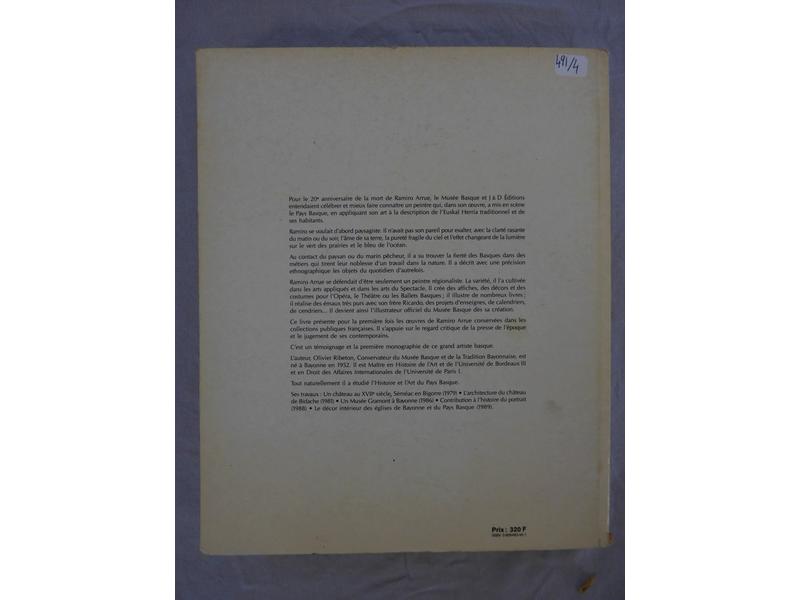 491/4
Pour le 20e anniversaire de la mort de Ramiro Arrue, le Musée Basque et J & D Éditions
entendaient célébrer et mieux faire connaître un peintre qui, dans son œuvre, a mis en scène
le Pays Basque, en appliquant son art à la description de l'Euskal Herria traditionnel et de
ses habitants.
Ramiro se voulait d'abord paysagiste. Il n'avait pas son pareil pour exalter, avec la clarté rasante
du matin ou du soir, l'âme de sa terre, la pureté fragile du ciel et l'effet changeant de la lumière
sur le vert des prairies et le bleu de l'océan.
Au contact du paysan ou du marin pêcheur, il a su trouver la fierté des Basques dans des
métiers qui tirent leur noblesse d'un travail dans la nature. Il a décrit avec une précision
ethnographique les objets du quotidien d'autrefois.
Ramiro Arrue se défendait d'être seulement un peintre régionaliste. La variété, il l'a cultivée
dans les arts appliqués et dans les arts du Spectacle. Il crée des affiches, des décors et des
costumes pour l'Opéra, le Théâtre ou les Ballets Basques ; il illustre de nombreux livres ;
il réalise des émaux très purs avec son frère Ricardo, des projets d'enseignes, de calendriers,
de cendriers... Il devient ainsi l'illustrateur officiel du Musée Basque dès sa création.
Ce livre présente pour la première fois les œuvres de Ramiro Arrue conservées dans les
collections publiques françaises. Il s'appuie sur le regard critique de la presse de l'époque
et le jugement de ses contemporains.
C'est un témoignage et la première monographie de ce grand artiste basque.
L'auteur, Olivier Ribeton, Conservateur du Musée Basque et de la Tradition Bayonnaise, est
né à Bayonne en 1952. Il est Maître en Histoire de l'Art et de l'Université de Bordeaux III
et en Droit des Affaires Internationales de l'Université de Paris I.
Tout naturellement il a étudié l'Histoire et l'Art du Pays Basque.
Ses travaux : Un château au XVIIe siècle, Séméac en Bigorre (1979) • L'architecture du château
de Bidache (1981) • Un Musée Gramont à Bayonne (1986) • Contribution à l'histoire du portrait
(1988) • Le décor intérieur des églises de Bayonne et du Pays Basque (1989).
Prix : 320 F
ISBN